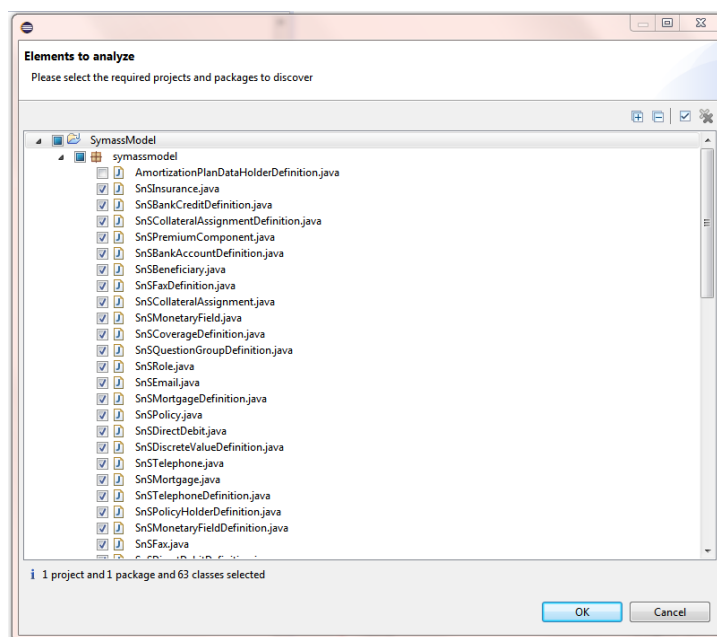 Elements to analyze
Please select the required projects and packages to discover
SymassModel
symassmodel
AmortizationPlanDataHolderDefinition.java
SnSInsurance.java
SnSBankCreditDefinition.java
SnSCollateralAssignmentDefinition.java
SnSPremiumComponent.java
SnSBankAccountDefinition.java
SnSBeneficiary.java
SnSFaxDefinition.java
SnSCollateralAssignment.java
SnSMonetaryField.java
SnSCoverageDefinition.java
SnSQuestionGroupDefinition.java
SnSRole.java
SnSEmail.java
SnSMortgageDefinition.java
SnSPolicy.java
SnSDirectDebit.java
SnSDiscreteValueDefinition.java
SnSTelephone.java
SnSMortgage.java
SnSTelephoneDefinition.java
SnSPolicyHolderDefinition.java
SnSMonetaryFieldDefinition.java
SnSFax.java
1 project and 1 package and 63 classes selected
OK Cancel